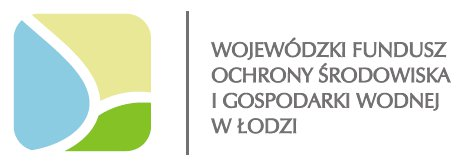 WOJEWÓDZKI FUNDUSZ
OCHRONY ŚRODOWISKA
I GOSPODARKI WODNEJ
W ŁODZI